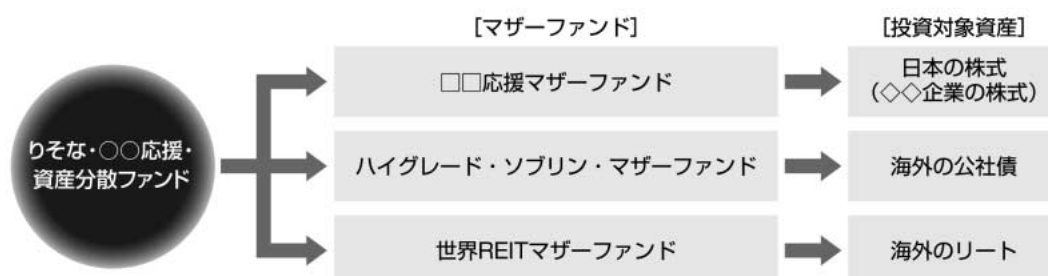 [マザーファンド]
[投資対象資産]
りそな・○○応援・
資産分散ファンド
□□応援マザーファンド
日本の株式
(◇◇企業の株式)
ハイグレード・ソブリン・マザーファンド
海外の公社債
世界REITマザーファンド
海外のリート